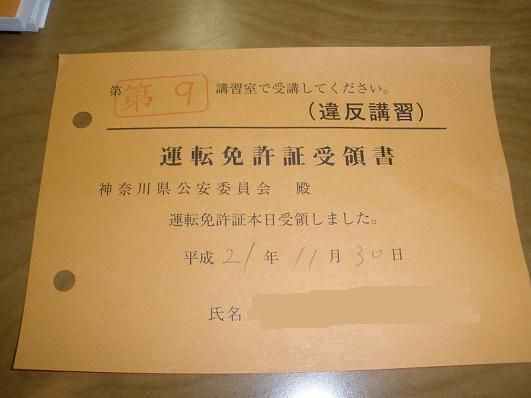 第 第 9 講習室で受講してください。
(違反講習)
運転免許証受領書
神奈川県公安委員会 殿
運転免許証本日受領しました。
平成 21 年 11 月 30 日
氏名